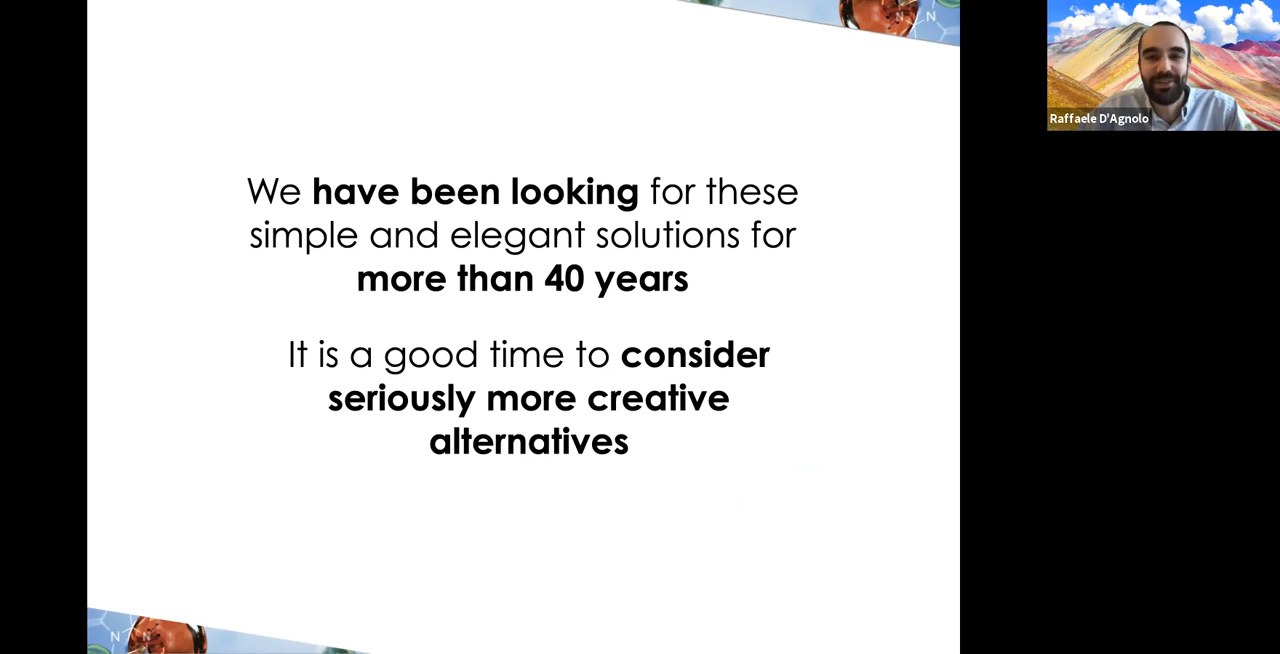 We have been looking for these
simple and elegant solutions for
more than 40 years
It is a good time to consider
seriously more creative
alternatives
Raffaele D'Agnolo
N N
N N